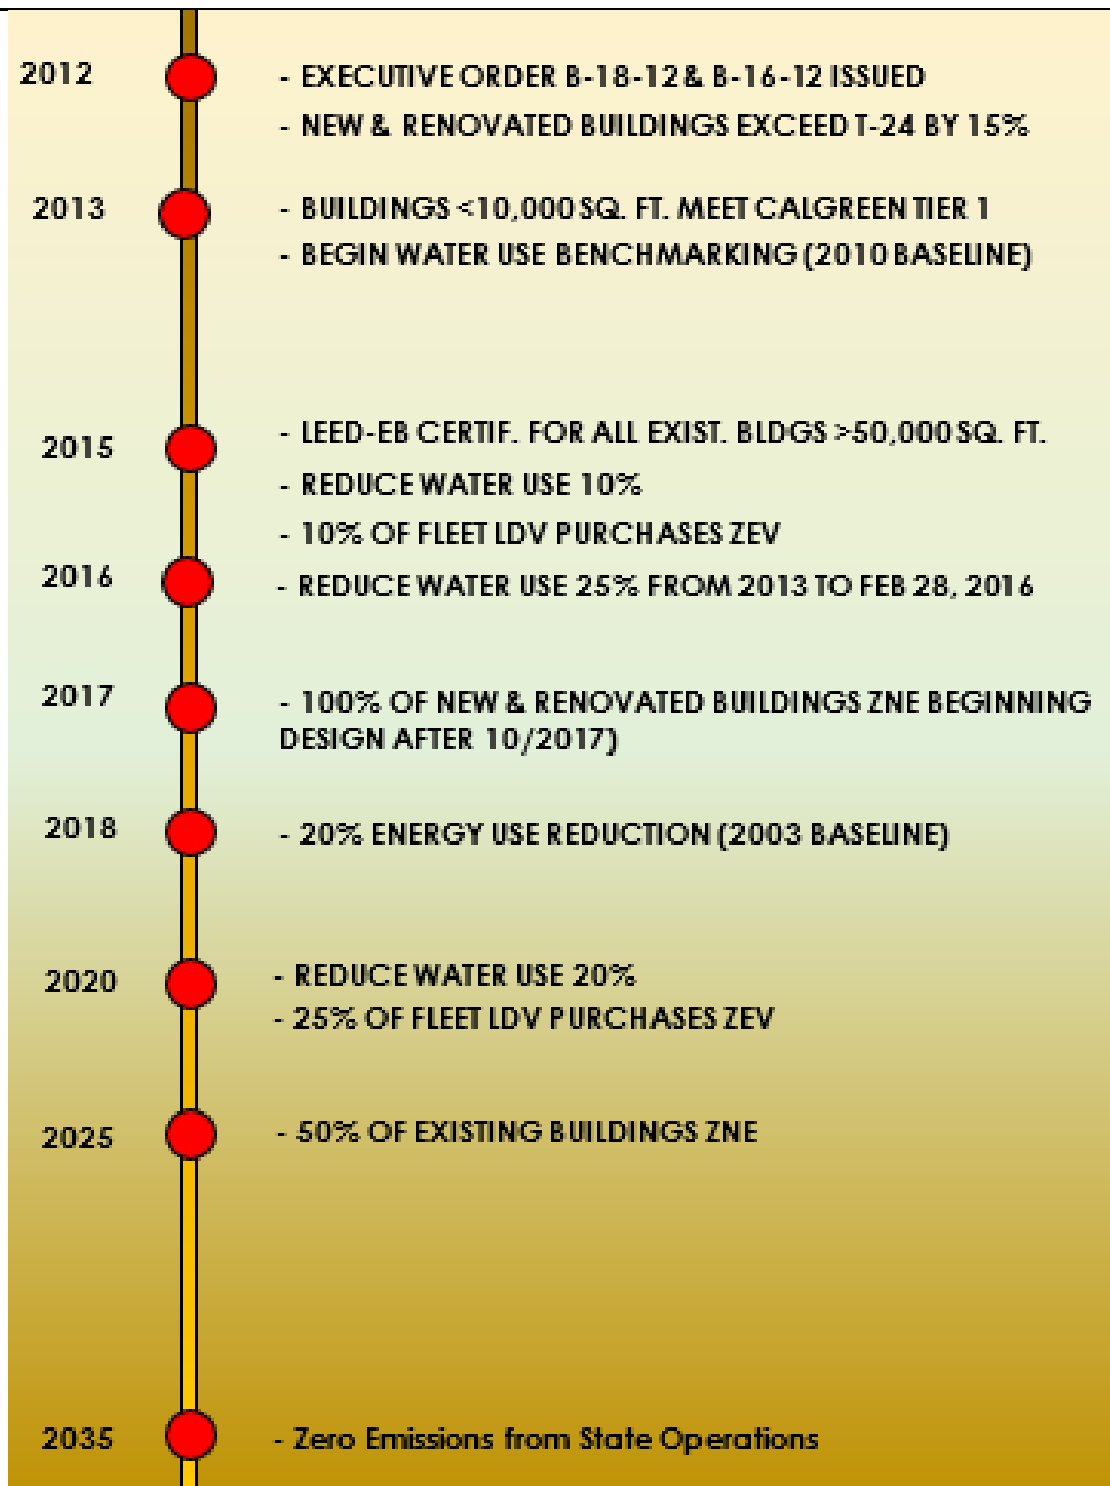 2012
- EXECUTIVE ORDER B-18-12 & B-16-12 ISSUED
- NEW & RENOVATED BUILDINGS EXCEED T-24 BY 15%
2013
- BUILDINGS <10,000 SQ. FT. MEET CALGREEN TIER 1
- BEGIN WATER USE BENCHMARKING (2010 BASELINE)
2015
- LEED-EB CERTIF. FOR ALL EXIST. BLDGS >50,000 SQ. FT.
- REDUCE WATER USE 10%
- 10% OF FLEET LDV PURCHASES ZEV
2016
- REDUCE WATER USE 25% FROM 2013 TO FEB 28, 2016
2017
- 100% OF NEW & RENOVATED BUILDINGS ZNE BEGINNING
DESIGN AFTER 10/2017)
2018
- 20% ENERGY USE REDUCTION (2003 BASELINE)
2020
- REDUCE WATER USE 20%
- 25% OF FLEET LDV PURCHASES ZEV
2025
- 50% OF EXISTING BUILDINGS ZNE
2035
- Zero Emissions from State Operations